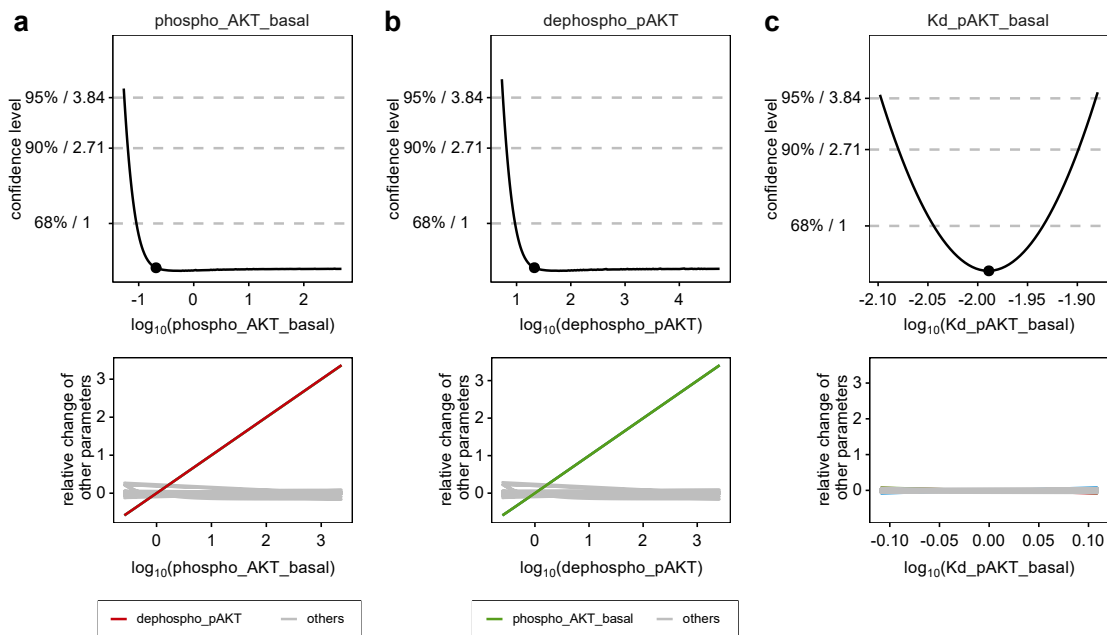 a
phospho_AKT_basal
confidence level
95% / 3.84
90% / 2.71
68% / 1
-1 0 1 2
log10(phospho_AKT_basal)
relative change of
other parameters
3
2
1
0
0 1 2 3
log10(phospho_AKT_basal)
dephospho_pAKT others
b
dephospho_pAKT
confidence level
95% / 3.84
90% / 2.71
68% / 1
1 2 3 4
log10(dephospho_pAKT)
relative change of
other parameters
3
2
1
0
0 1 2 3
log10(dephospho_pAKT)
phospho_AKT_basal others
c
Kd_pAKT_basal
confidence level
95% / 3.84
90% / 2.71
68% / 1
-2.10 -2.05 -2.00 -1.95 -1.90
log10(Kd_pAKT_basal)
relative change of
other parameters
3
2
1
0
-0.10 -0.05 0.00 0.05 0.10
log10(Kd_pAKT_basal)